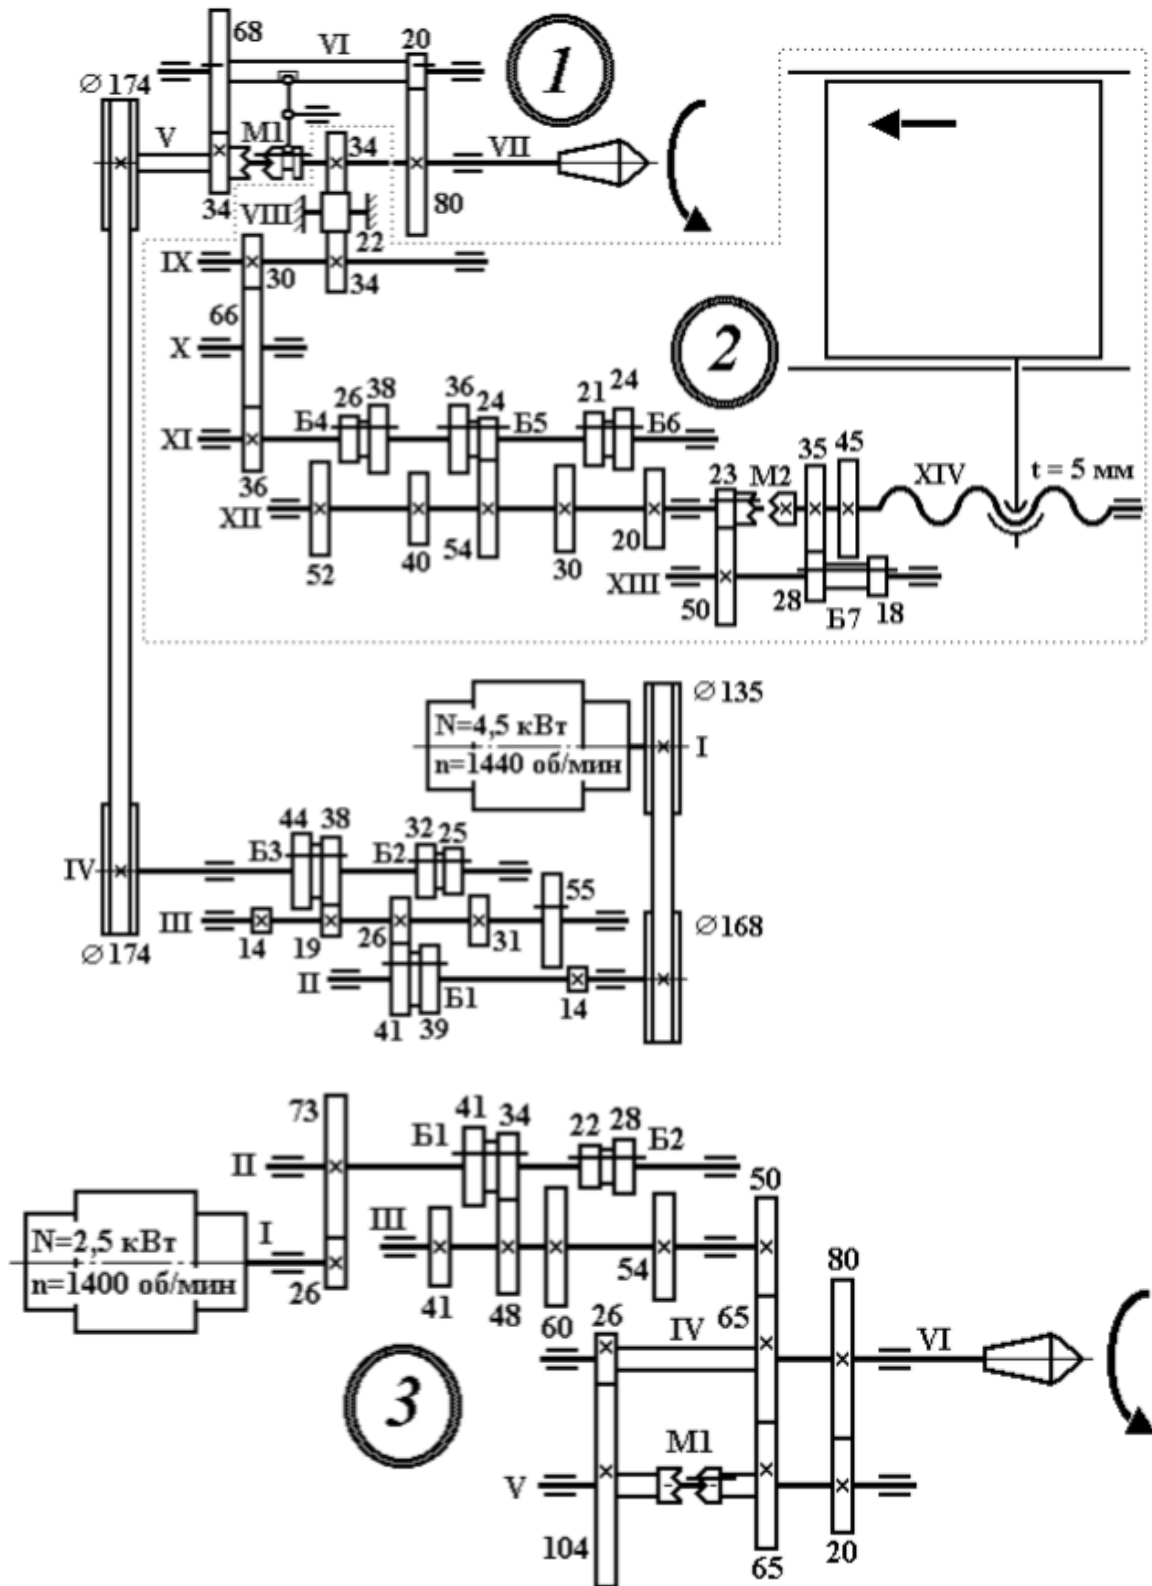 68 VI 20 1
∅ 174
V M1 34 VII
34 VIII 22 80
IX 30 34
66
X 2
26 38 36 24 21 24
Б4 Б5 Б6
XI 35 45
36 23 M2 XIV t = 5 мм
XII
52 40 54 30 20
XIII 50 28 Б7 18
∅ 135
N=4,5 кВт
I
n=1440 об/мин
44 38 32 25
Б3 Б2
IV 55
III
14 19 26 31 ∅ 168
∅ 174
II Б1 14
41 39
73 41 34 22 28
Б1 Б2
II 50
N=2,5 кВт I III
n=1400 об/мин 80
26 41 48 60 54
26 IV 65 VI
3
M1
V
104 65 20